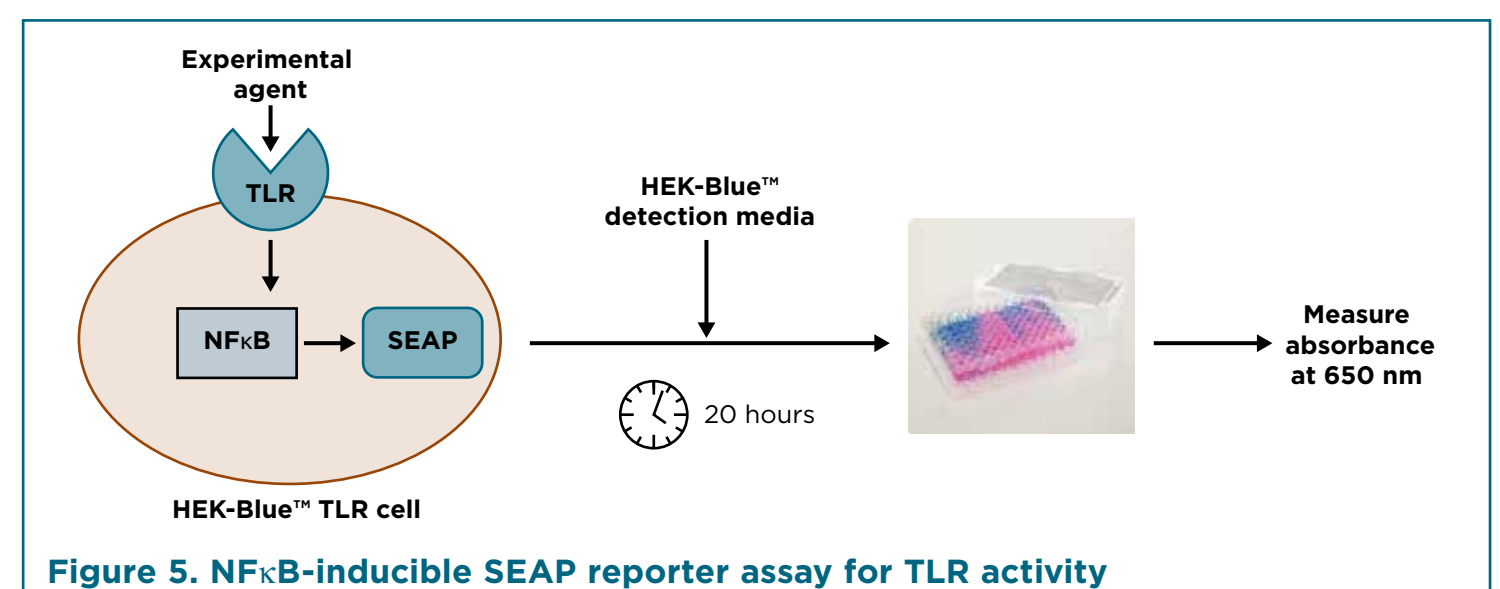 Experimental
agent
TLR
NFκB
SEAP
HEK-Blue™ TLR cell
HEK-Blue™
detection media
20 hours
Measure
absorbance
at 650 nm
Figure 5. NFκB-inducible SEAP reporter assay for TLR activity